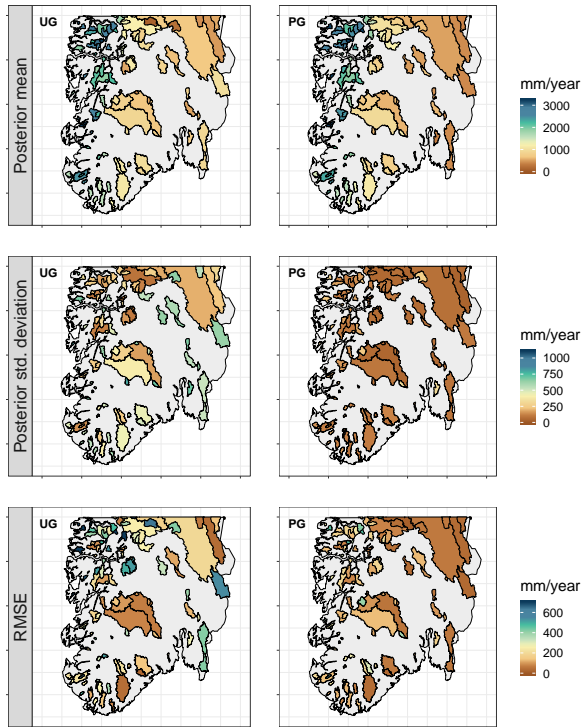 UG
PG
Posterior mean
mm/year
3000
2000
1000
0
UG
PG
Posterior std. deviation
mm/year
1000
750
500
250
0
UG
PG
RMSE
mm/year
600
400
200
0